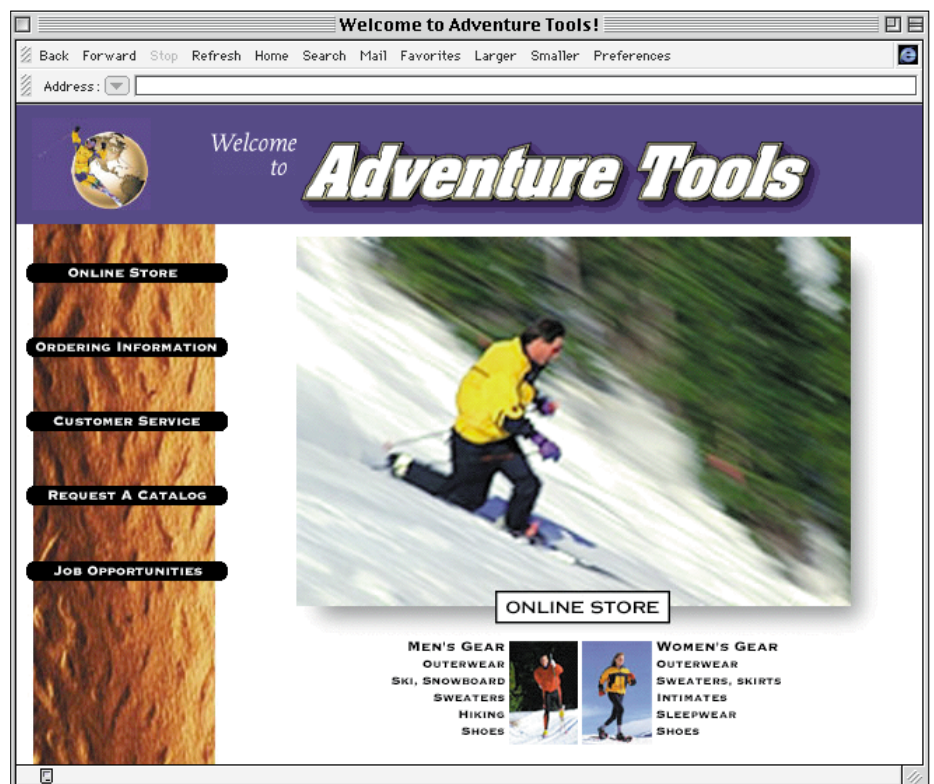 Welcome to Adventure Tools!
Back Forward Stop Refresh Home Search Mail Favorites Larger Smaller Preferences
Address:
Welcome
to
Adventure Tools
ONLINE STORE
ORDERING INFORMATION
CUSTOMER SERVICE
REQUEST A CATALOG
JOB OPPORTUNITIES
ONLINE STORE
MEN'S GEAR
OUTERWEAR
SKI, SNOWBOARD
SWEATERS
HIKING
SHOES
WOMEN'S GEAR
OUTERWEAR
SWEATERS, SKIRTS
INTIMATES
SLEEPWEAR
SHOES